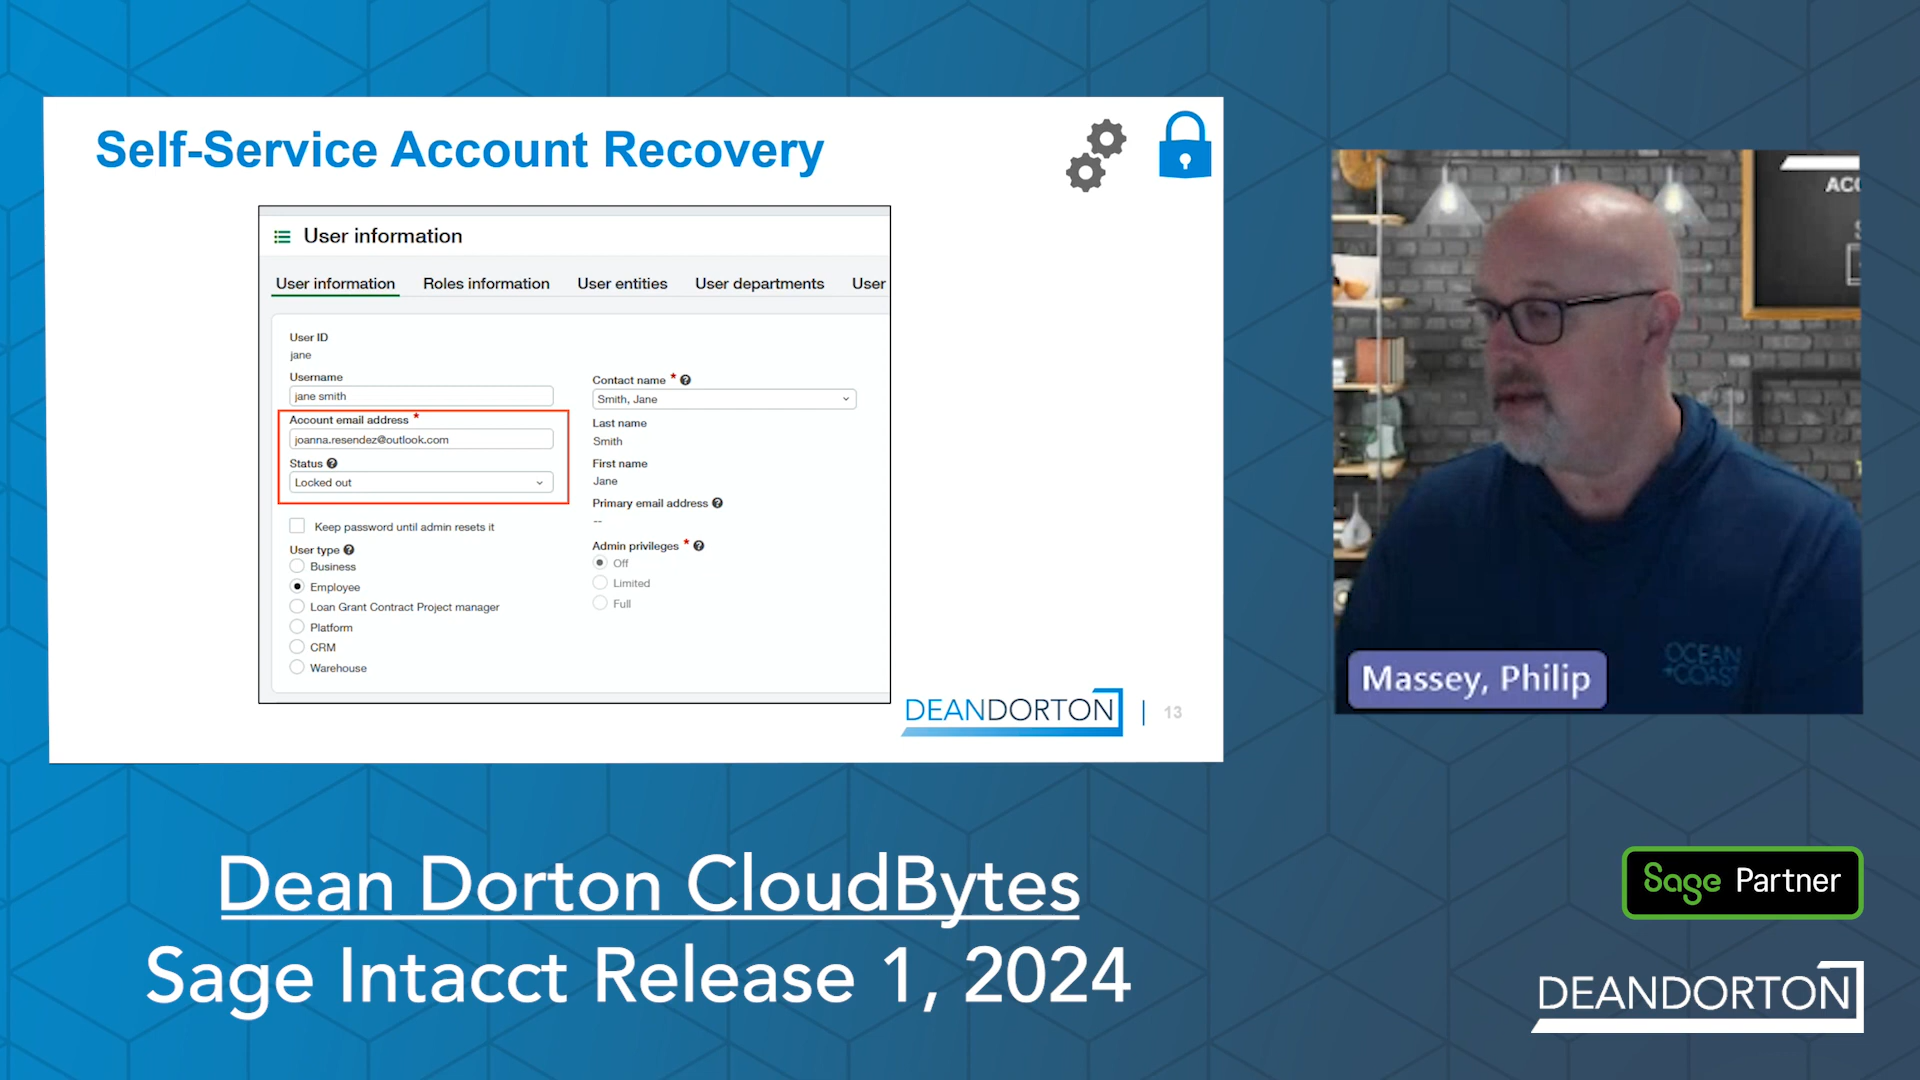 Self-Service Account Recovery
User information
User information Roles information User entities User departments User
User ID
jane
Username
jane smith
Account email address *
joanna.resendez@outlook.com
Status
Locked out
Keep password until admin resets it
User type
Business
Employee
Loan Grant Contract Project manager
Platform
CRM
Warehouse
Contact name *
Smith, Jane
Last name
Smith
First name
Jane
Primary email address
--
Admin privileges *
Off
Limited
Full
DEANDORTON | 13
ACC
OCEAN
+COAST
Massey, Philip
Dean Dorton CloudBytes
Sage Intacct Release 1, 2024
Sage Partner
DEANDORTON